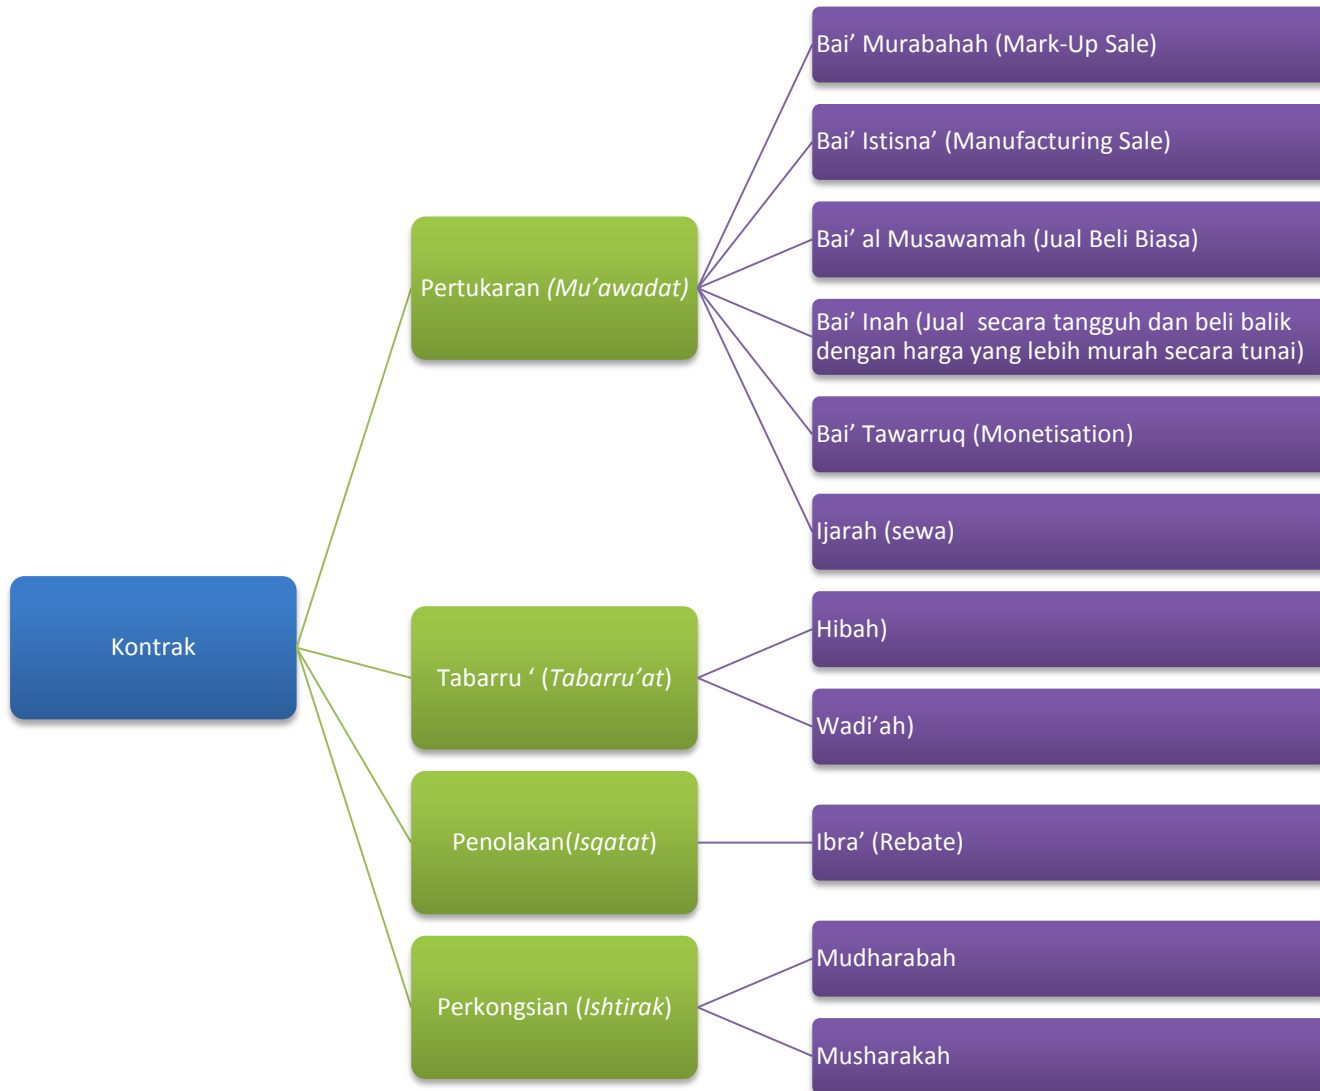 Kontrak
Pertukaran (Mu’awadat)
Bai’ Murabahah (Mark-Up Sale)
Bai’ Istisna’ (Manufacturing Sale)
Bai’ al Musawamah (Jual Beli Biasa)
Bai’ Inah (Jual secara tangguh dan beli balik
dengan harga yang lebih murah secara tunai)
Bai’ Tawarruq (Monetisation)
Ijarah (sewa)
Tabarru ‘ (Tabarru’at)
Hibah)
Wadi’ah)
Penolakan(Isqatat)
Ibra’ (Rebate)
Perkongsian (Ishtirak)
Mudharabah
Musharakah